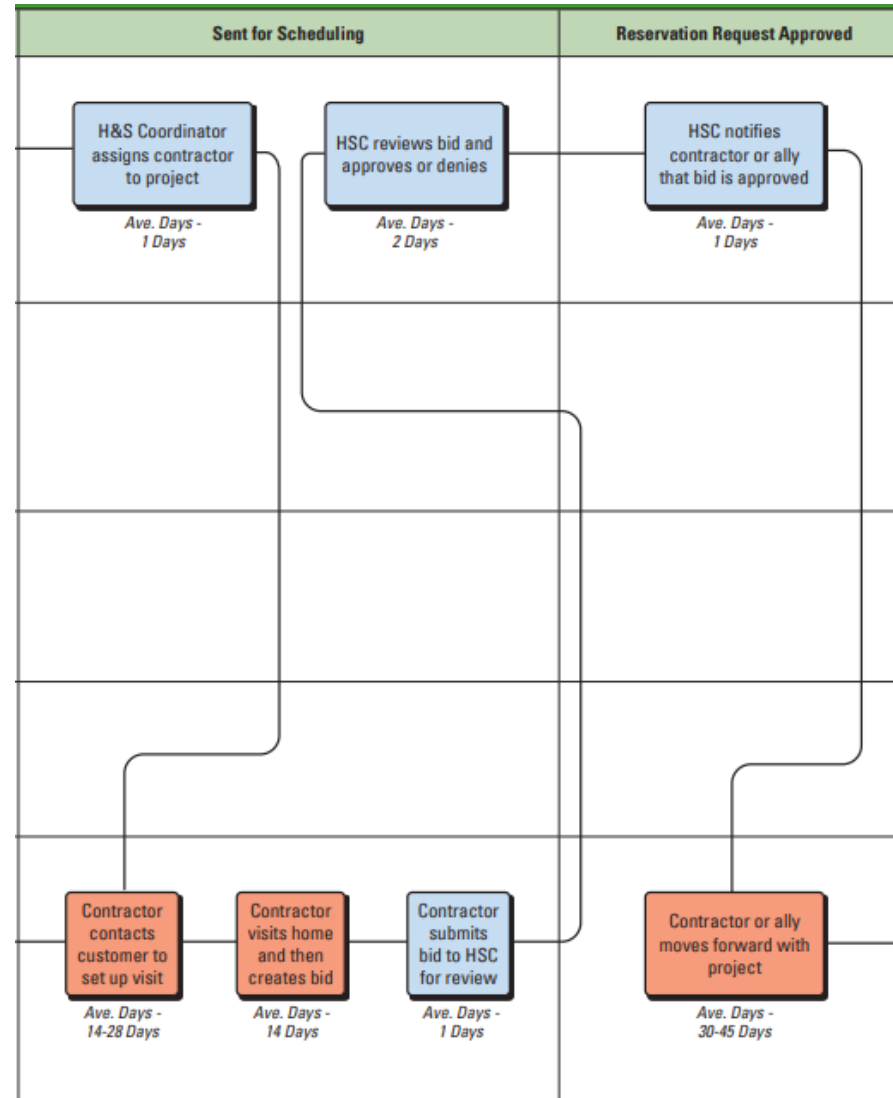 Sent for Scheduling
Reservation Request Approved
H&S Coordinator
assigns contractor
to project
Ave. Days -
1 Days
HSC reviews bid and
approves or denies
Ave. Days -
2 Days
HSC notifies
contractor or ally
that bid is approved
Ave. Days -
1 Days
Contractor
contacts
customer to
set up visit
Ave. Days -
14-28 Days
Contractor
visits home
and then
creates bid
Ave. Days -
14 Days
Contractor
submits
bid to HSC
for review
Ave. Days -
1 Days
Contractor or ally
moves forward with
project
Ave. Days -
30-45 Days